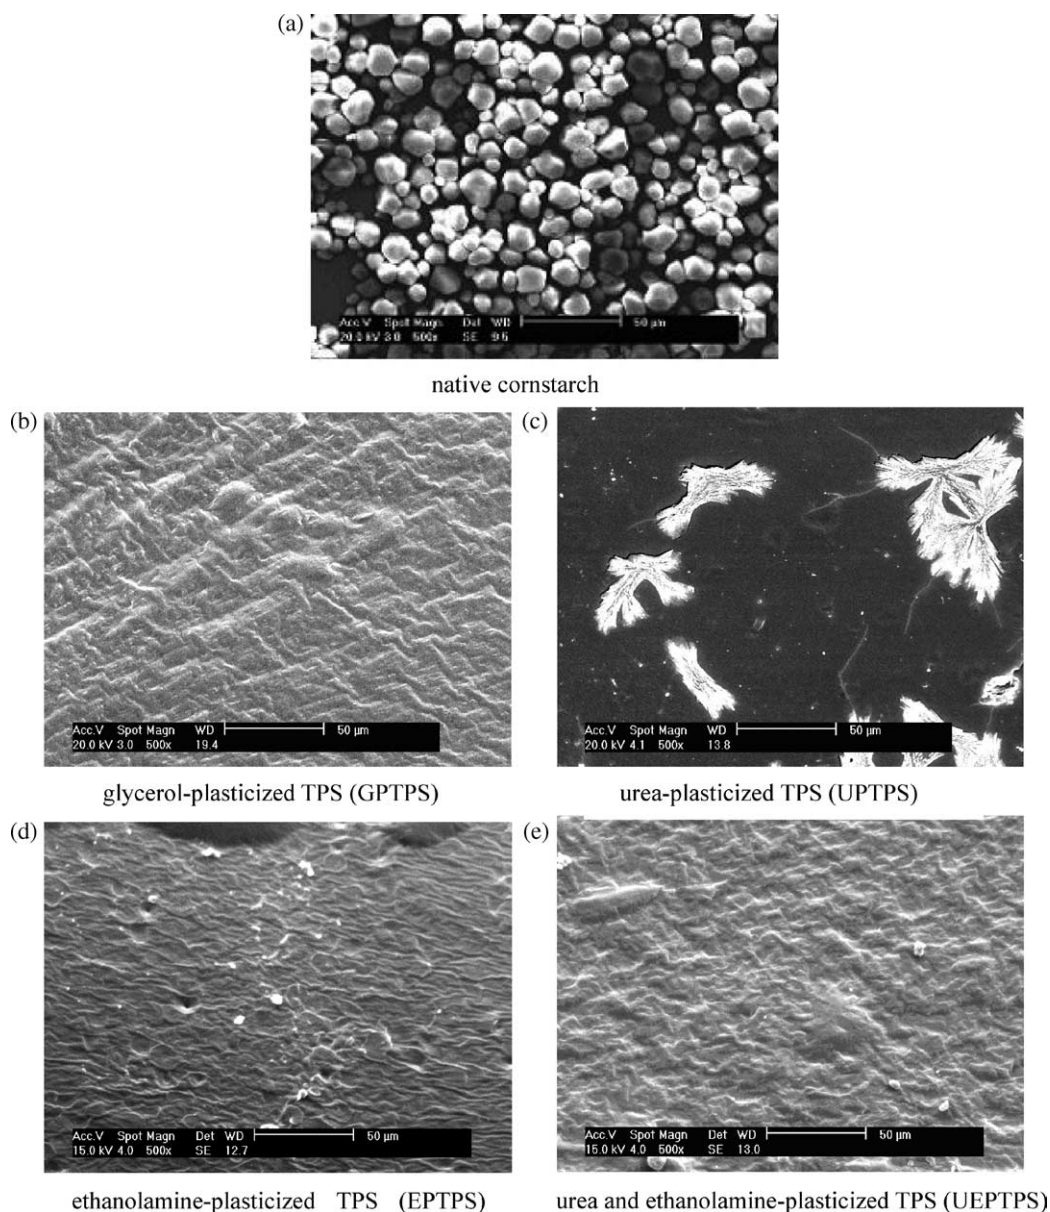 (a)
Acc.V Spot Magn Det WD 50 μm
20.0 kV 3.0 500x SE 9.5
native cornstarch
(b)
(c)
Acc.V Spot Magn WD 50 μm
20.0 kV 3.0 500x 19.4
Acc.V Spot Magn WD 50 μm
20.0 kV 4.1 500x 13.8
glycerol-plasticized TPS (GPTPS)
urea-plasticized TPS (UPTPS)
(d)
(e)
Acc.V Spot Magn Det WD 50 μm
15.0 kV 4.0 500x SE 12.7
Acc.V Spot Magn Det WD 50 μm
15.0 kV 4.0 500x SE 13.0
ethanolamine-plasticized TPS (EPTPS)
urea and ethanolamine-plasticized TPS (UEPTPS)